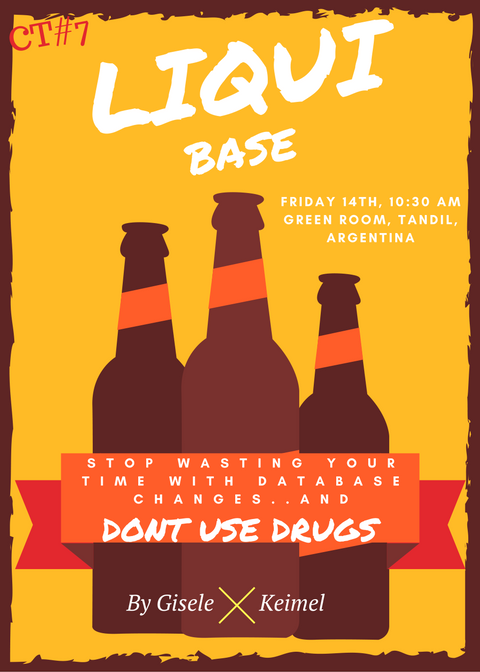 CT#7
LIQUI
BASE
FRIDAY 14TH, 10:30 AM
GREEN ROOM, TANDIL,
ARGENTINA
STOP WASTING YOUR
TIME WITH DATABASE
CHANGES..AND
DONT USE DRUGS
By Gisele Keimel